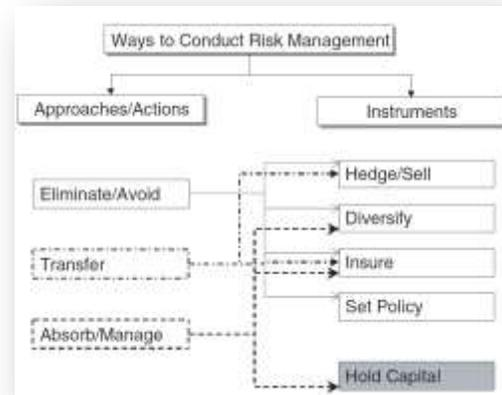 Ways to Conduct Risk Management
Approaches/Actions
Instruments
Eliminate/Avoid
Hedge/Sell
Diversify
Transfer
Insure
Set Policy
Absorb/Manage
Hold Capital